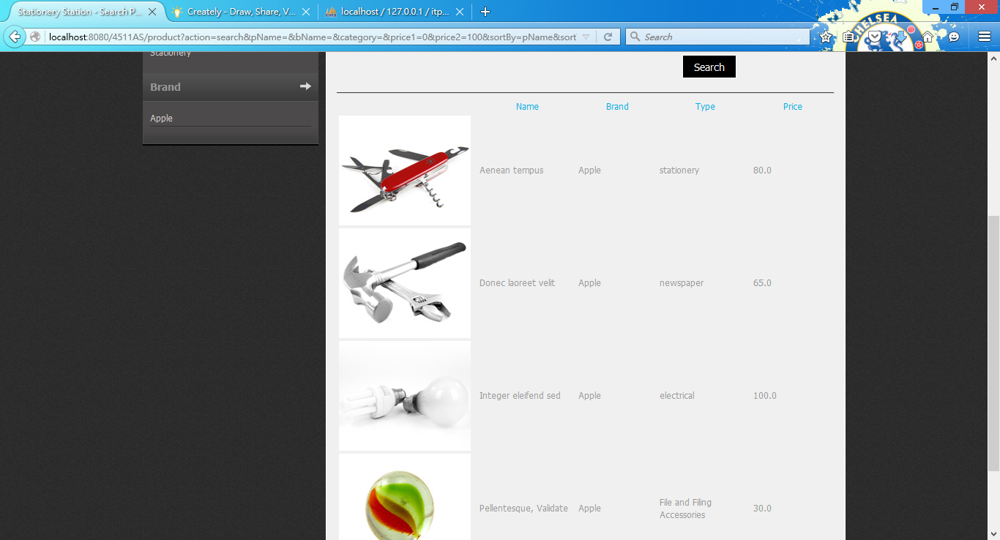 Stationery Station - Search P...
Creately - Draw, Share, V...
localhost / 127.0.0.1 / itp...
localhost:8080/4511AS/product?action=search&pName=&bName=&category=&price1=0&price2=100&sortBy=pName&sort
Search
CHELSEA
Stationery
Search
Brand
Apple
Name Brand Type Price
Aenean tempus Apple stationery 80.0
Donec laoreet velit Apple newspaper 65.0
Integer eleifend sed Apple electrical 100.0
Pellentesque, Validate Apple File and Filing Accessories 30.0